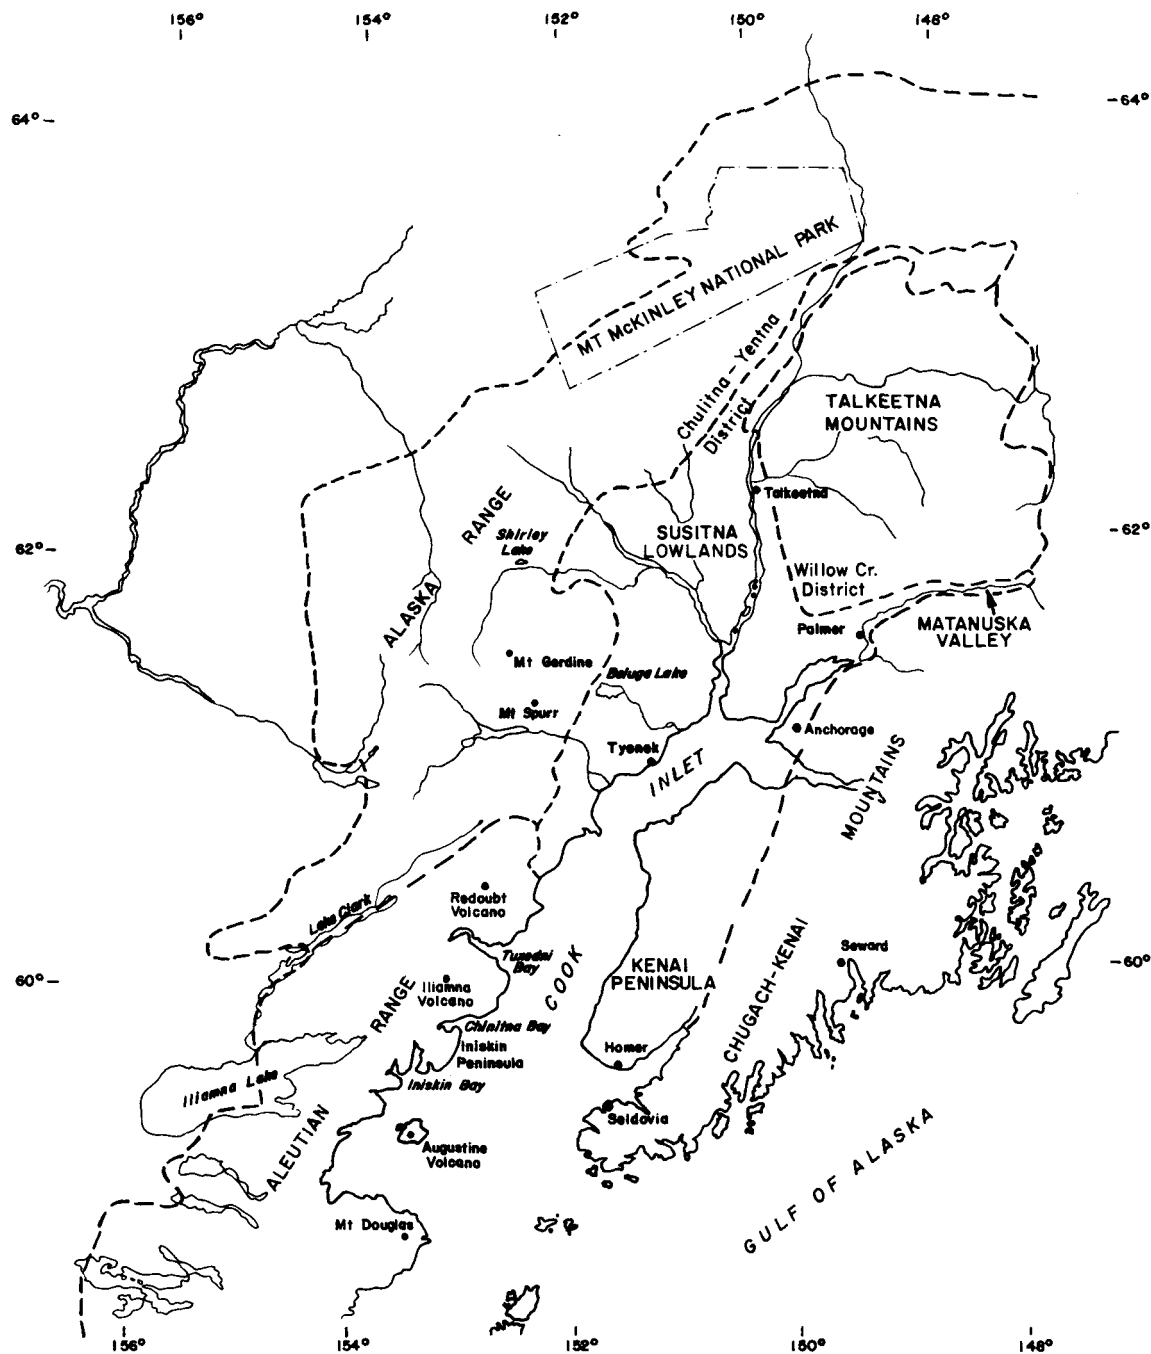 156° 154° 152° 150° 148°
64° 64°
MT McKINLEY NATIONAL PARK
Chulitna - Yentna
District
TALKEETNA
MOUNTAINS
Talkeetna
RANGE
Shirley
Lake
SUSITNA
LOWLANDS
62° 62°
Willow Cr.
District
ALASKA
Palmer
MATANUSKA
VALLEY
Mt Gerdine
Beluga Lake
Mt Spurr
Anchorage
Tyonek
INLET
MOUNTAINS
Redoubt
Volcano
Lake Clark
Seward
Tuxedni
Bay
COOK
KENAI
PENINSULA
60° 60°
Iliamna
Volcano
RANGE
CHUGACH-KENAI
Chinitna Bay
Iniskin
Peninsula
Homer
Iniskin Bay
Iliamna Lake
Seldovia
ALEUTIAN
Augustine
Volcano
GULF OF ALASKA
Mt Douglas
156° 154° 152° 150° 148°